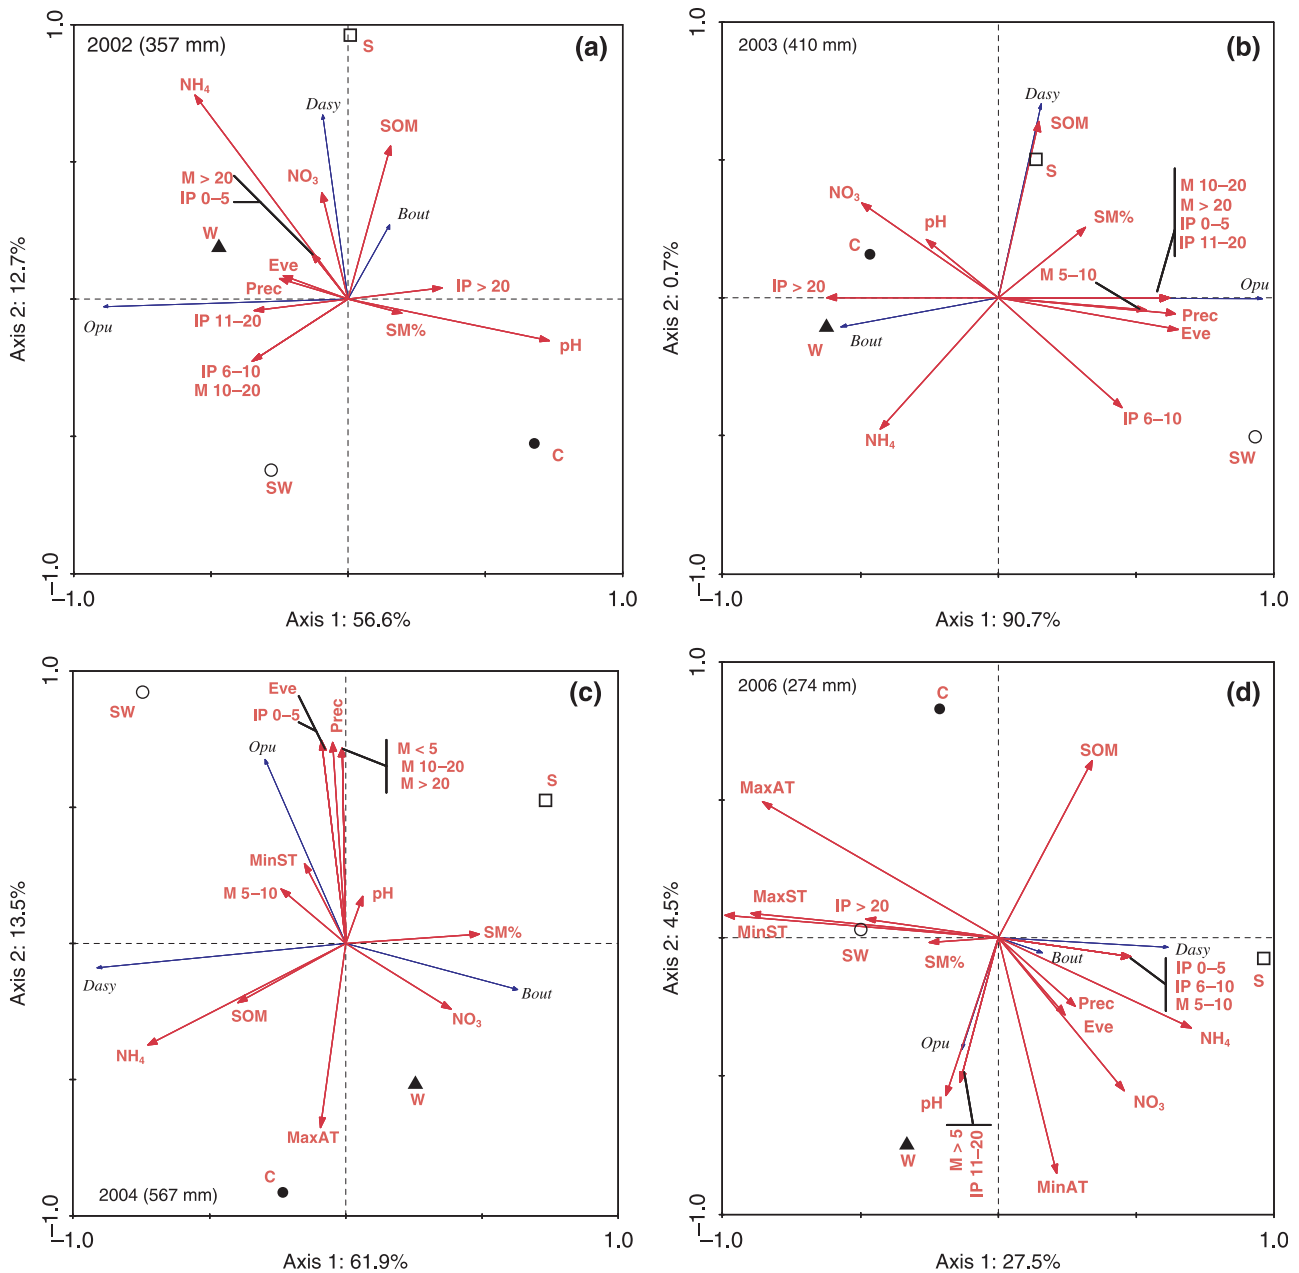 2002 (357 mm)
(a)
1.0
S
NH₄
Dasy
SOM
M > 20
IP 0–5
NO₃
Bout
W
Eve
Prec
IP > 20
Opu
IP 11–20
SM%
pH
IP 6–10
M 10–20
C
SW
Axis 2: 12.7%
−1.0
−1.0
1.0
Axis 1: 56.6%
2003 (410 mm)
(b)
1.0
Dasy
SOM
S
NO₃
pH
SM%
C
M 10–20
M > 20
IP 0–5
IP 11–20
M 5–10
IP > 20
Opu
Prec
Eve
W
Bout
NH₄
IP 6–10
SW
Axis 2: 0.7%
−1.0
−1.0
1.0
Axis 1: 90.7%
(c)
1.0
SW
Eve
IP 0–5
Prec
Opu
M < 5
M 10–20
M > 20
S
MinST
M 5–10
pH
SM%
Dasy
Bout
SOM
NO₃
NH₄
W
MaxAT
C
2004 (567 mm)
Axis 2: 13.5%
−1.0
−1.0
1.0
Axis 1: 61.9%
2006 (274 mm)
(d)
1.0
C
SOM
MaxAT
MaxST
IP > 20
MinST
SW
SM%
Dasy
Bout
IP 0–5
IP 6–10
M 5–10
S
Prec
Eve
NH₄
Opu
pH
NO₃
M > 5
IP 11–20
W
MinAT
Axis 2: 4.5%
−1.0
−1.0
1.0
Axis 1: 27.5%